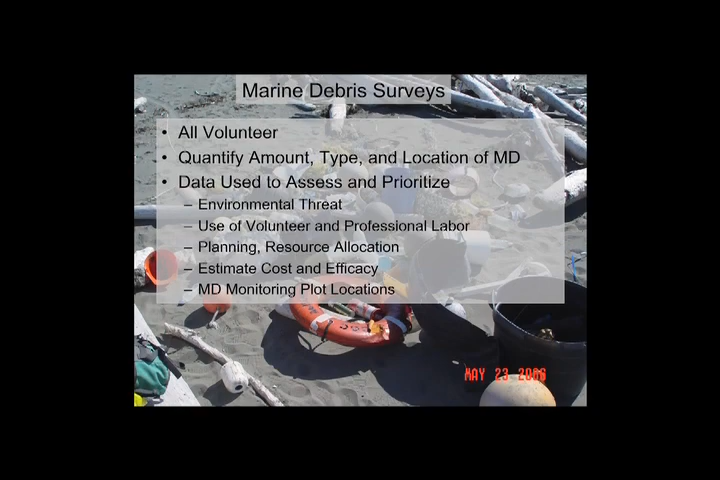 Marine Debris Surveys
• All Volunteer
• Quantify Amount, Type, and Location of MD
• Data Used to Assess and Prioritize
– Environmental Threat
– Use of Volunteer and Professional Labor
– Planning, Resource Allocation
– Estimate Cost and Efficacy
– MD Monitoring Plot Locations
MAY 23